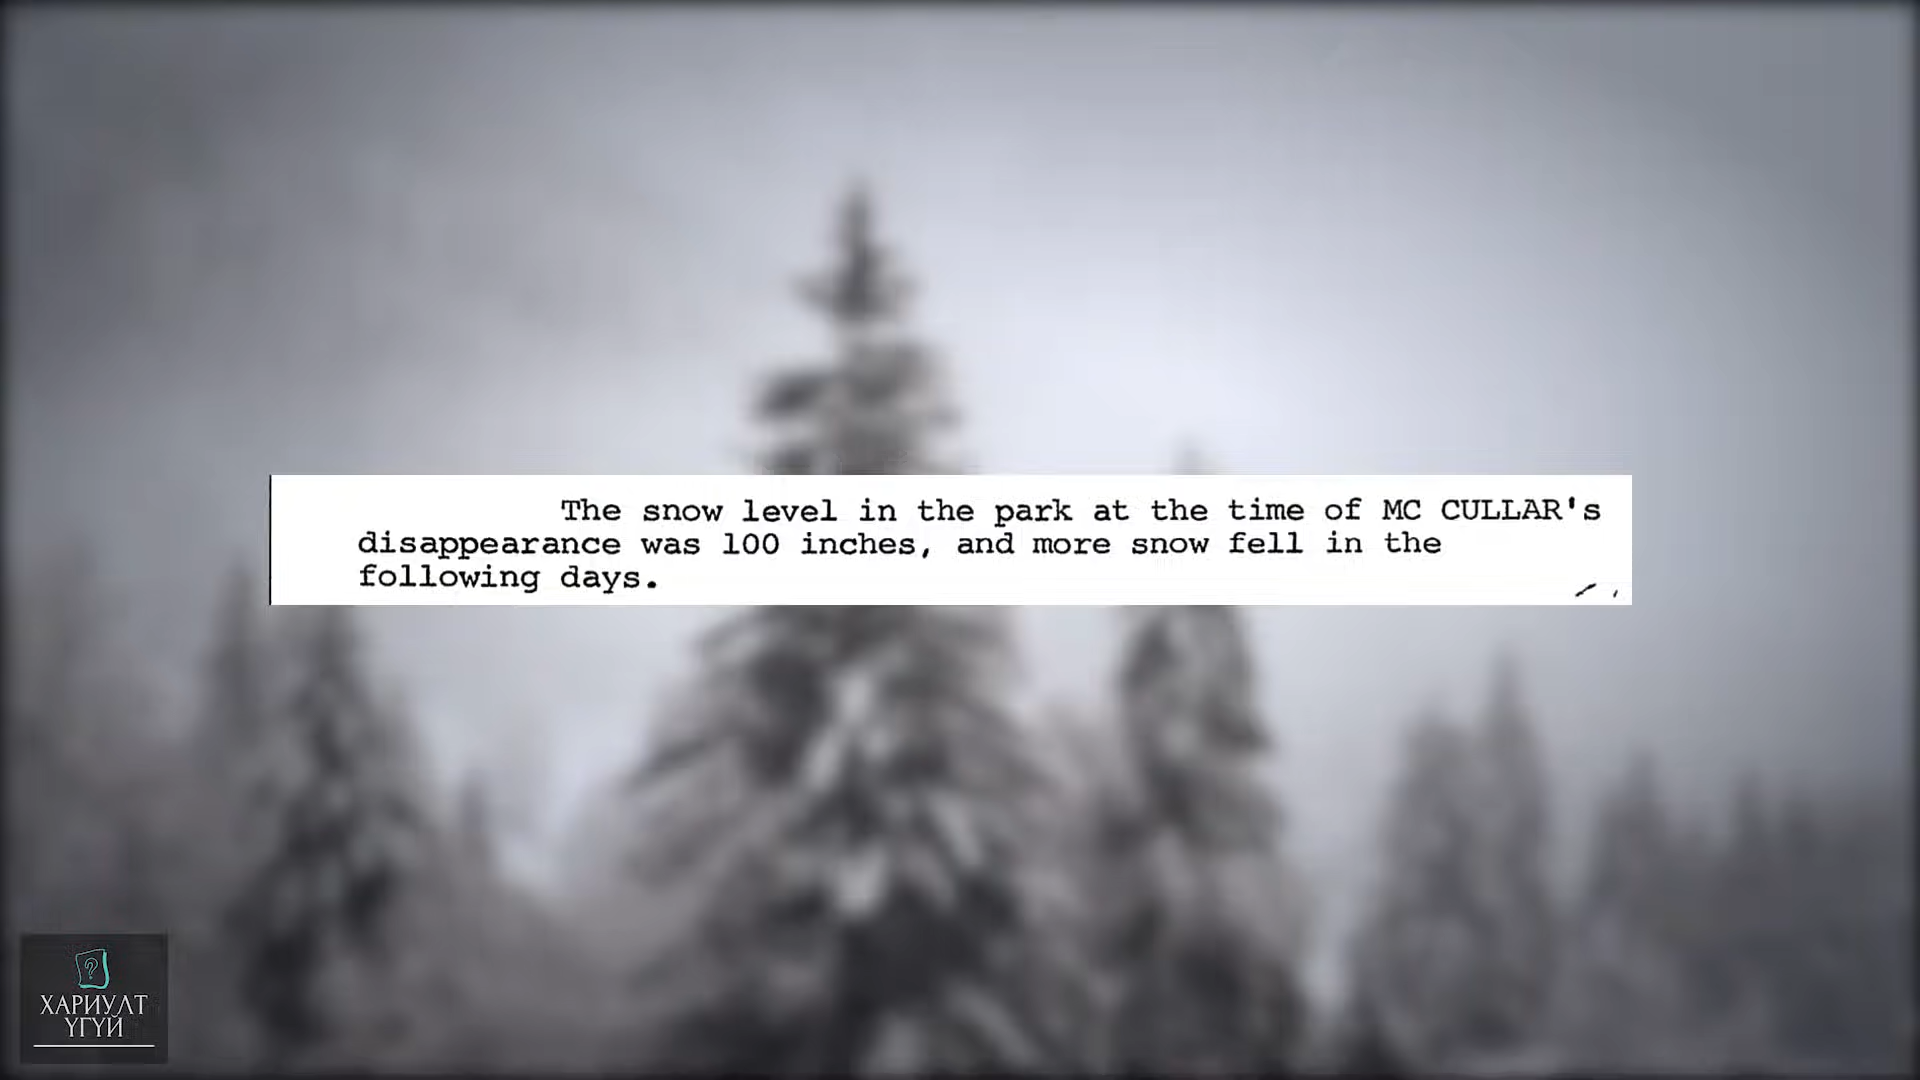 The snow level in the park at the time of MC CULLAR's
disappearance was 100 inches, and more snow fell in the
following days.
?
ХАРИУЛТ
ҮГҮЙ